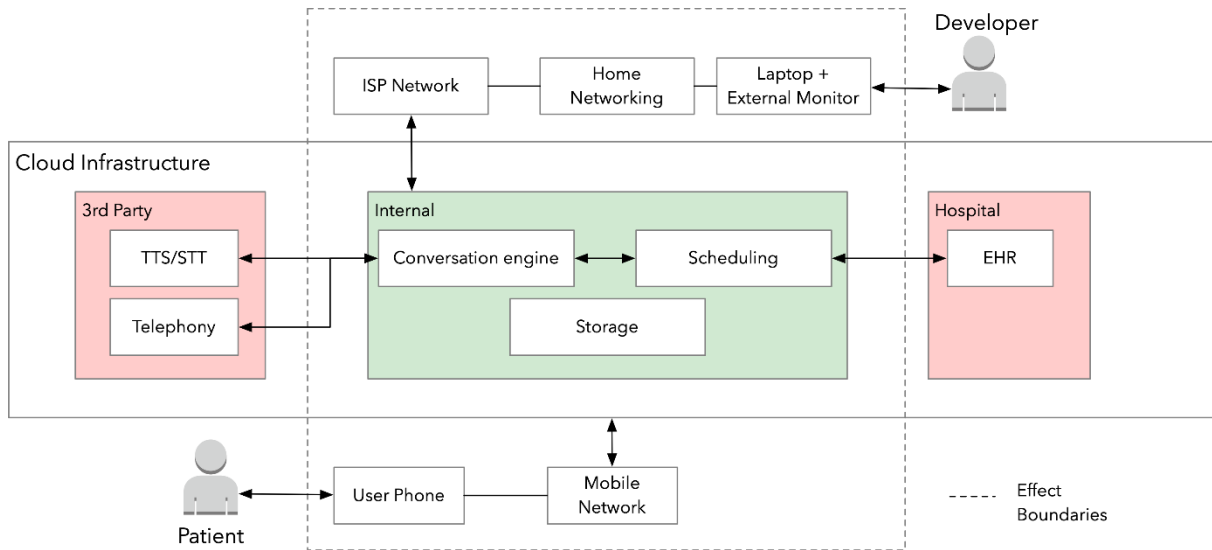 Developer
ISP Network
Home
Networking
Laptop +
External Monitor
Cloud Infrastructure
3rd Party
TTS/STT
Telephony
Internal
Conversation engine
Scheduling
Storage
Hospital
EHR
Patient
User Phone
Mobile
Network
Effect
Boundaries